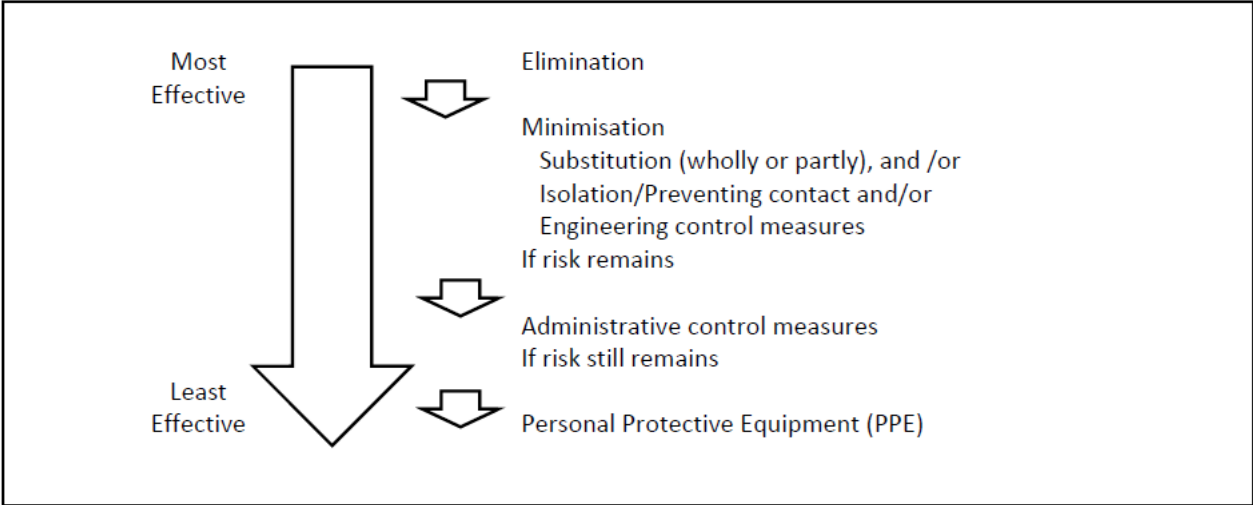 Most
Effective
Elimination
Minimisation
Substitution (wholly or partly), and /or
Isolation/Preventing contact and/or
Engineering control measures
If risk remains
Administrative control measures
If risk still remains
Least
Effective
Personal Protective Equipment (PPE)